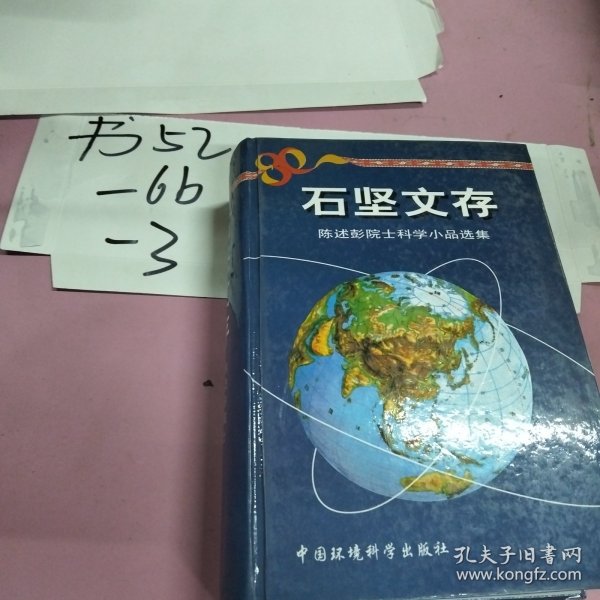 书52
-6b
-3
80
石坚文存
陈述彭院士科学小品选集
中国环境科学出版社
孔夫子旧书网
www.kongfz.com